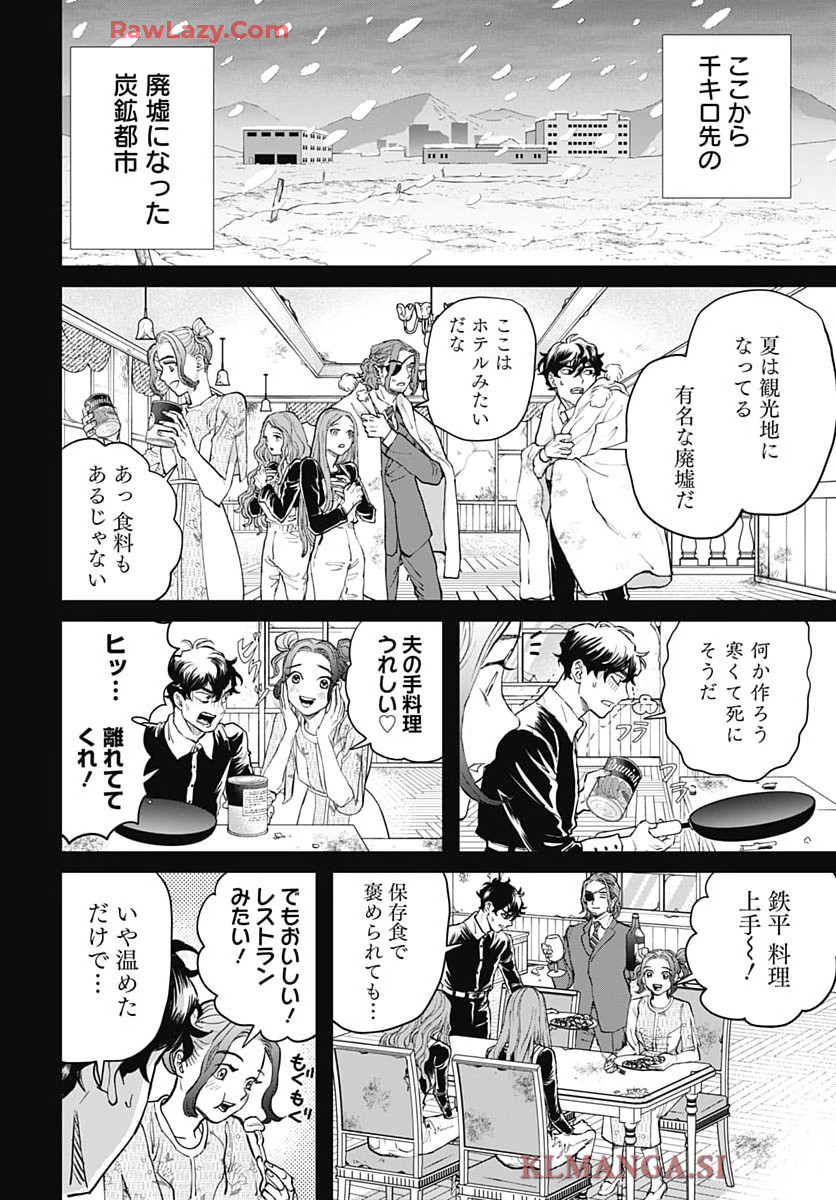 RawLazy.Com
ここから
千キロ先の
廃墟になった
炭鉱都市
夏は観光地に
なってる
有名な廃墟だ
ここは
ホテルみたい
だな
あっ 食料も
あるじゃない
何か作ろう
寒くて死に
そうだ
フラ
フラ
夫の手料理
うれしい♡
ヒッ…
離れてて
くれ!
鉄平 料理
上手〜!
保存食で
褒められても…
でもおいしい!
レストラン
みたい!
いや温めた
だけで…
もぐもぐ
KLMANGA.SI